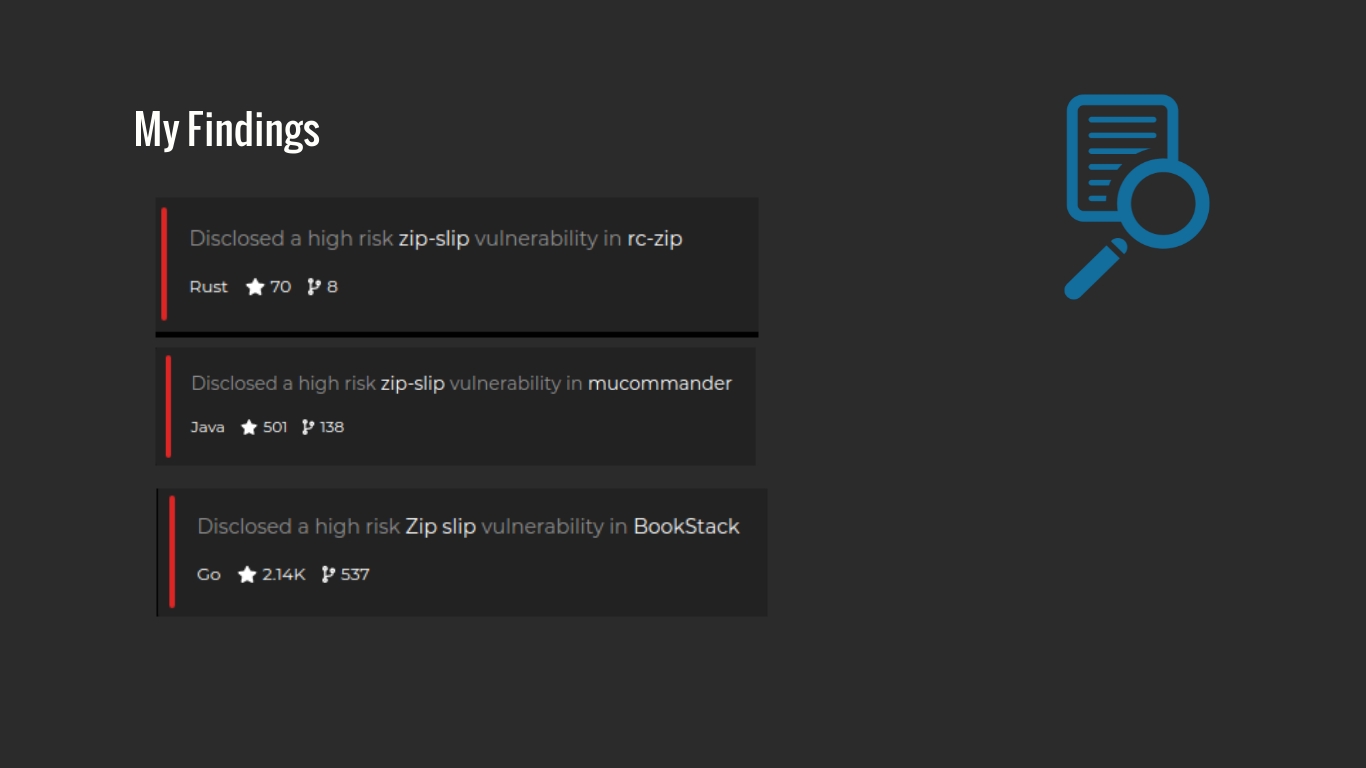 My Findings
Disclosed a high risk zip-slip vulnerability in rc-zip
Rust 70 8
Disclosed a high risk zip-slip vulnerability in mucommander
Java 501 138
Disclosed a high risk Zip slip vulnerability in BookStack
Go 2.14K 537